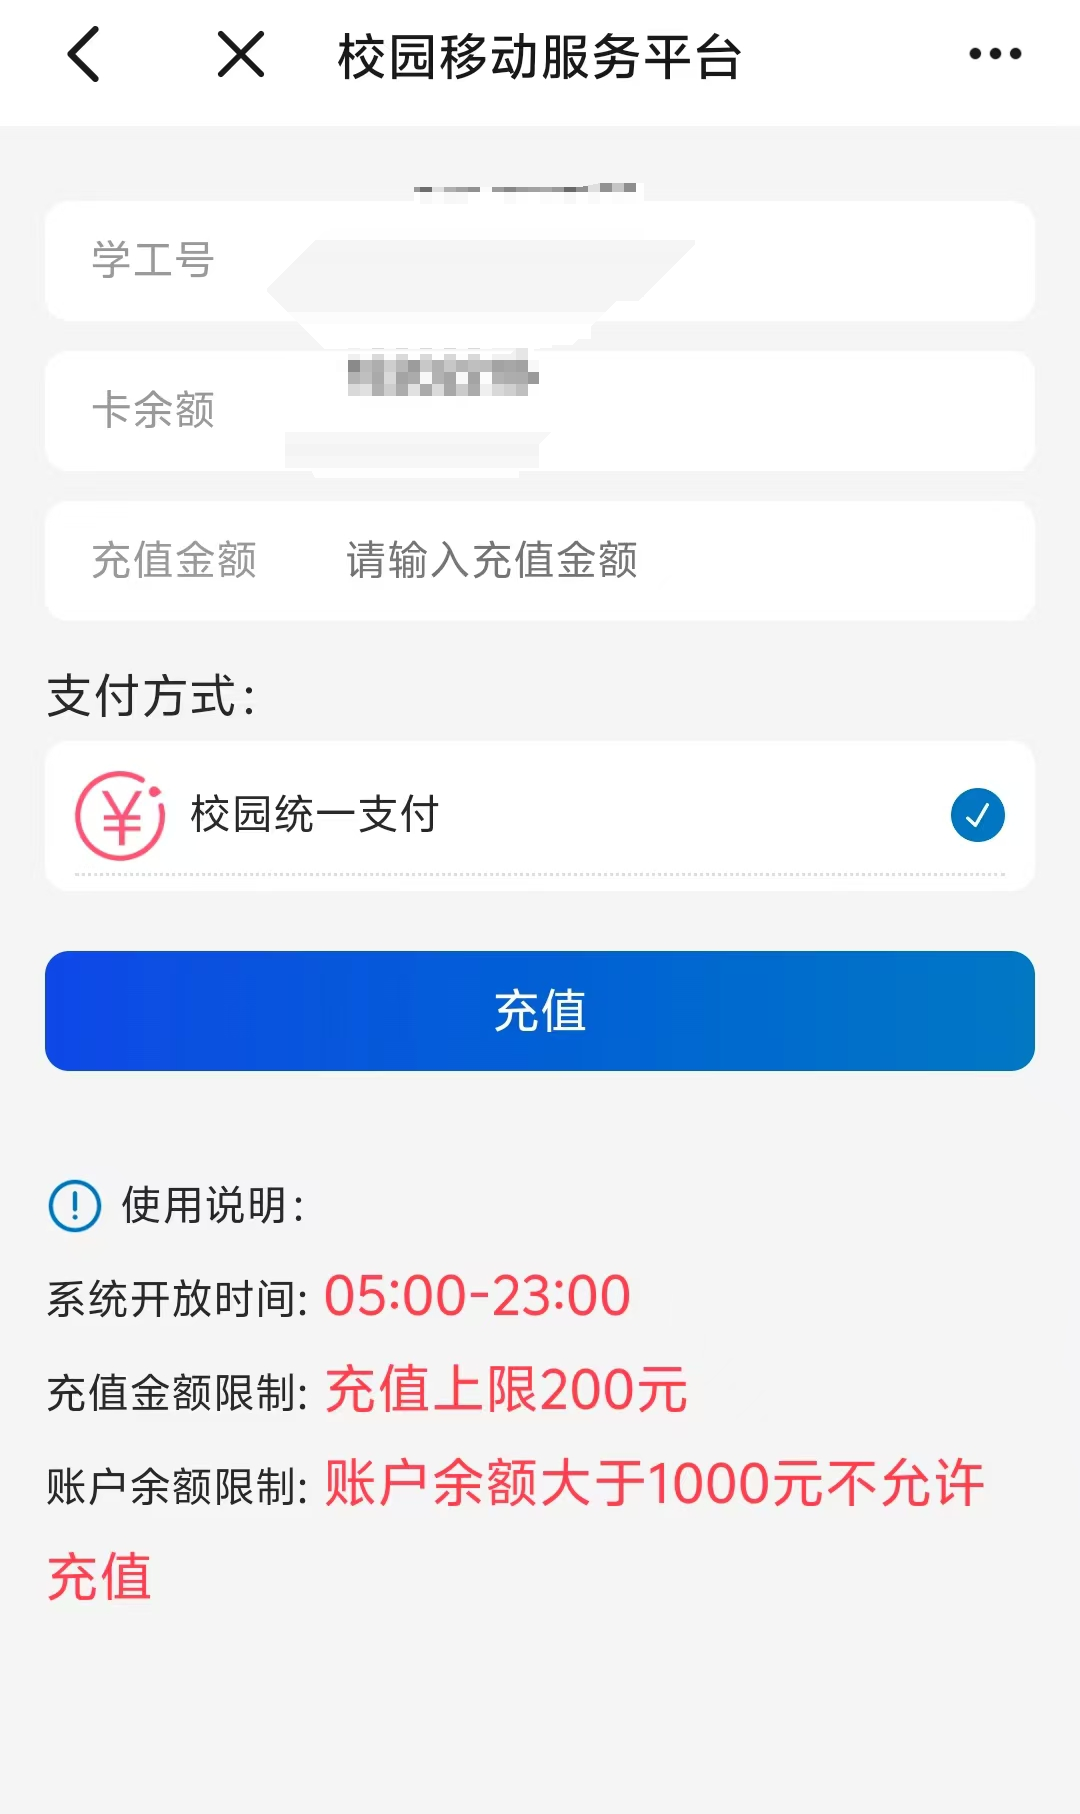 校园移动服务平台
学工号
卡余额
充值金额 请输入充值金额
支付方式：
校园统一支付
充值
使用说明：
系统开放时间: 05:00-23:00
充值金额限制: 充值上限200元
账户余额限制: 账户余额大于1000元不允许
充值